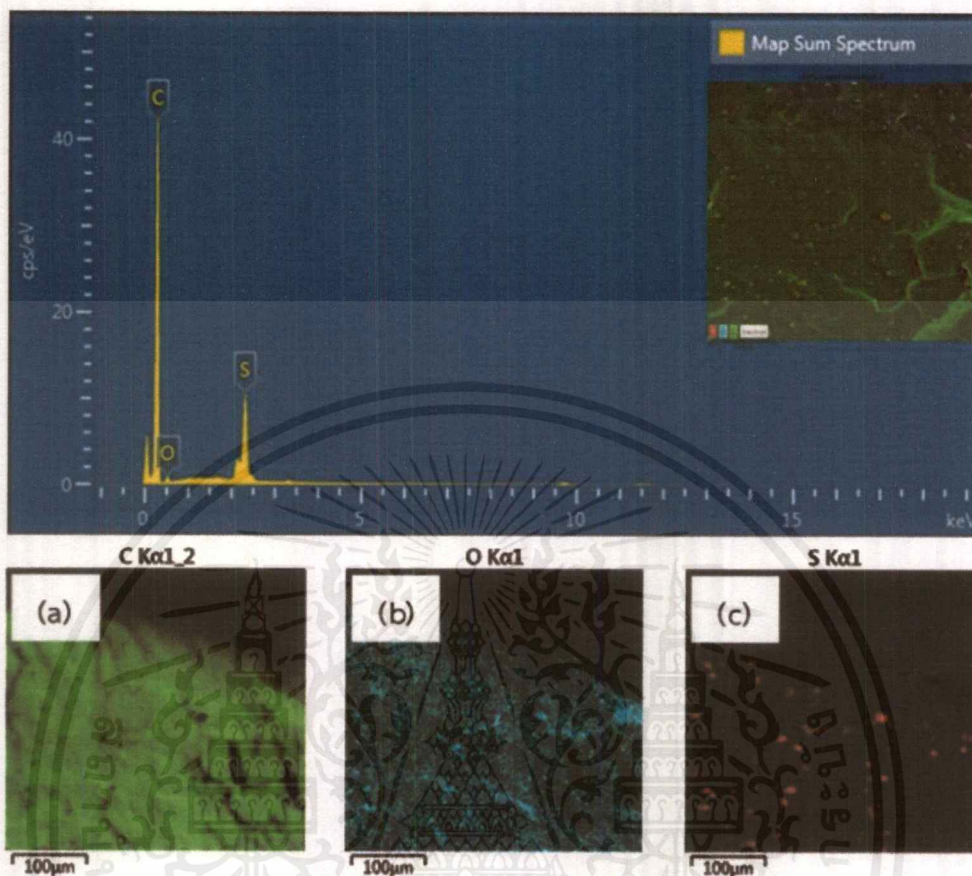 Map Sum Spectrum
C
40
cps/eV
20
S
O
0
0 5 10 15 keV
C Kα1_2 O Kα1 S Kα1
(a) (b) (c)
100µm 100µm 100µm